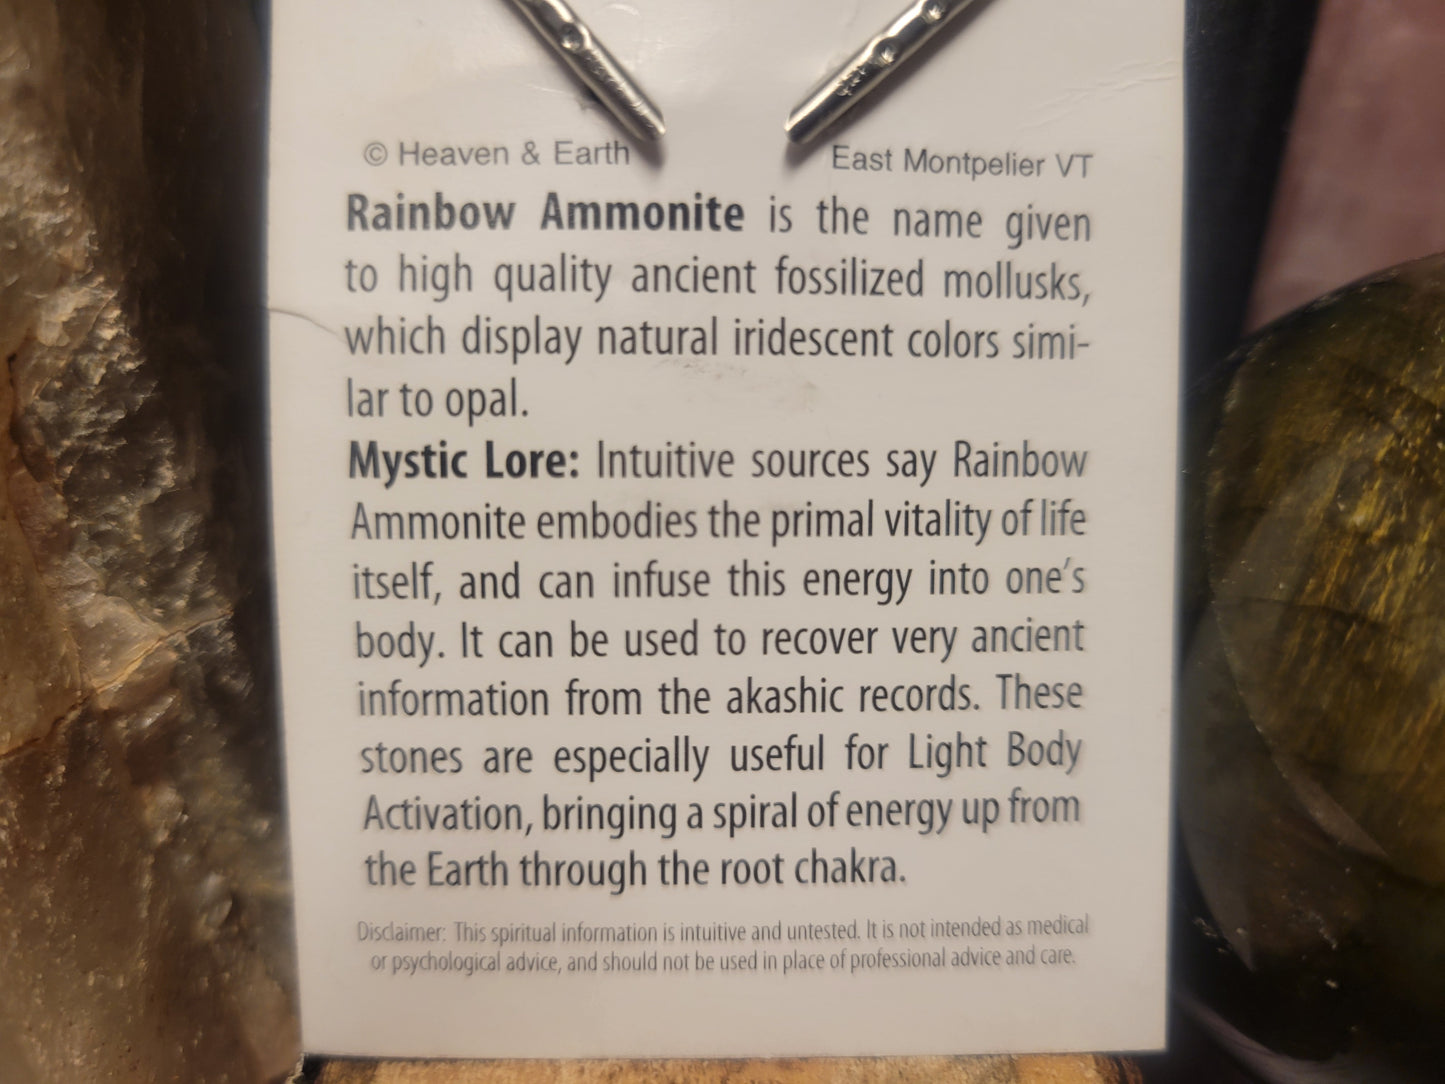 © Heaven & Earth East Montpelier VT
Rainbow Ammonite is the name given
to high quality ancient fossilized mollusks,
which display natural iridescent colors simi-
lar to opal.
Mystic Lore: Intuitive sources say Rainbow
Ammonite embodies the primal vitality of life
itself, and can infuse this energy into one's
body. It can be used to recover very ancient
information from the akashic records. These
stones are especially useful for Light Body
Activation, bringing a spiral of energy up from
the Earth through the root chakra.
Disclaimer: This spiritual information is intuitive and untested. It is not intended as medical
or psychological advice, and should not be used in place of professional advice and care.